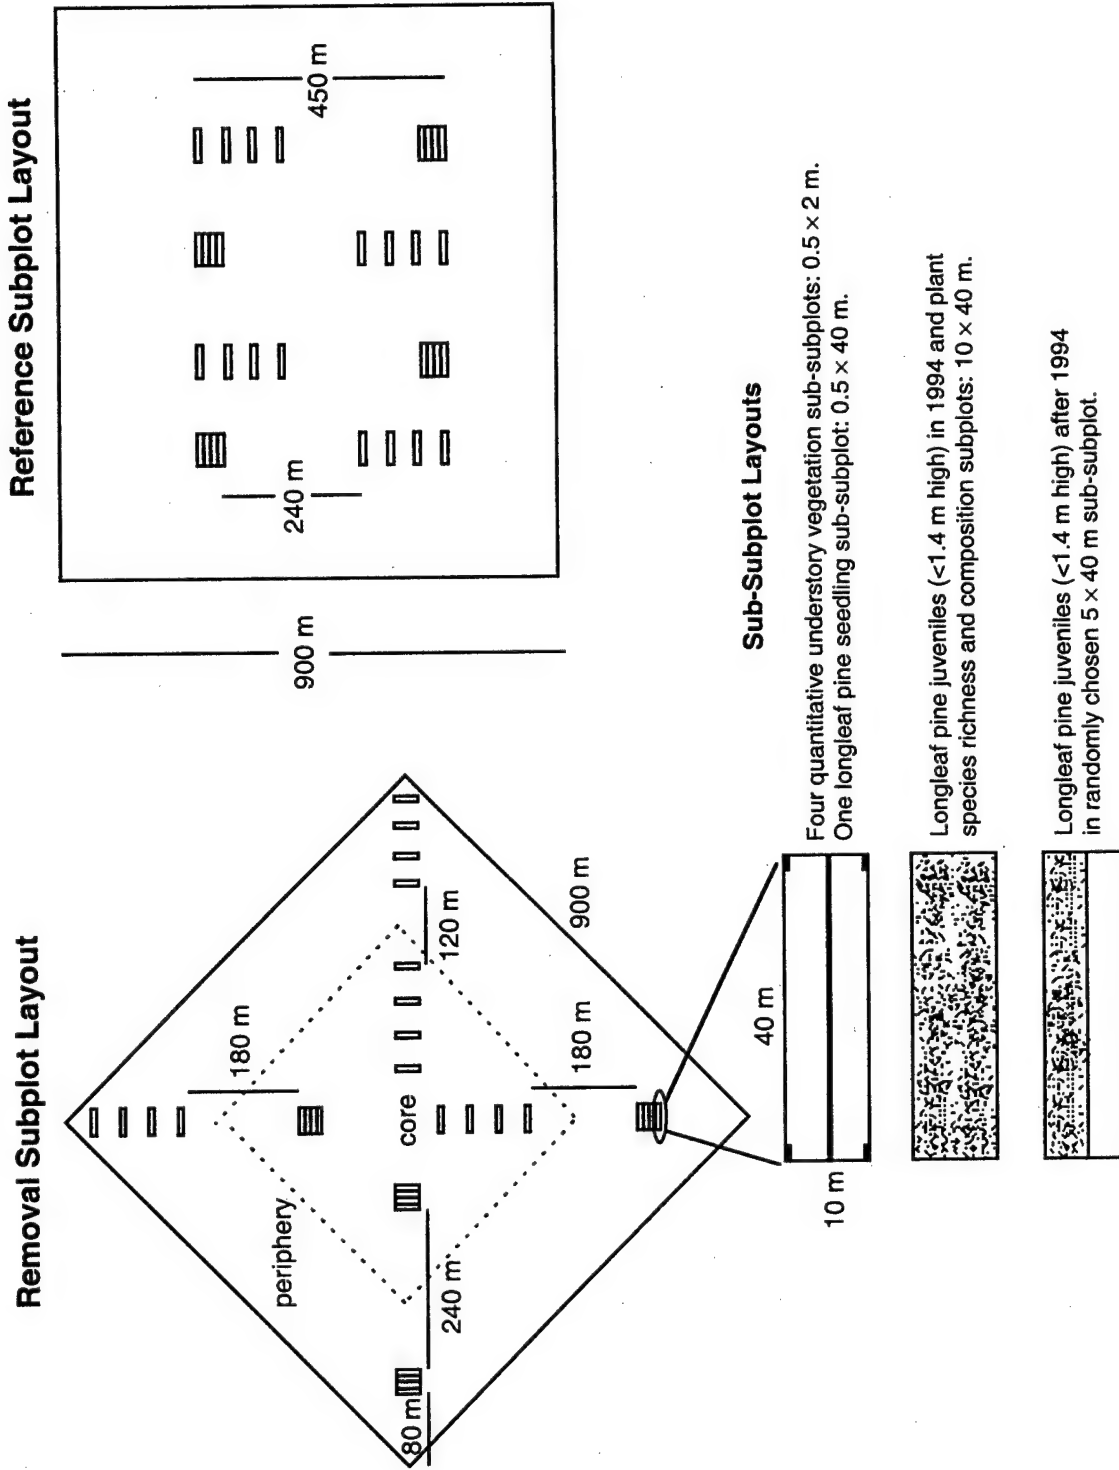 Removal Subplot Layout
periphery
180 m
core
120 m
900 m
240 m
80 m
180 m
Reference Subplot Layout
900 m
240 m
450 m
Sub-Subplot Layouts
10 m
40 m
Four quantitative understory vegetation sub-subplots: 0.5 × 2 m.
One longleaf pine seedling sub-subplot: 0.5 × 40 m.
Longleaf pine juveniles (<1.4 m high) in 1994 and plant
species richness and composition subplots: 10 × 40 m.
Longleaf pine juveniles (<1.4 m high) after 1994
in randomly chosen 5 × 40 m sub-subplot.